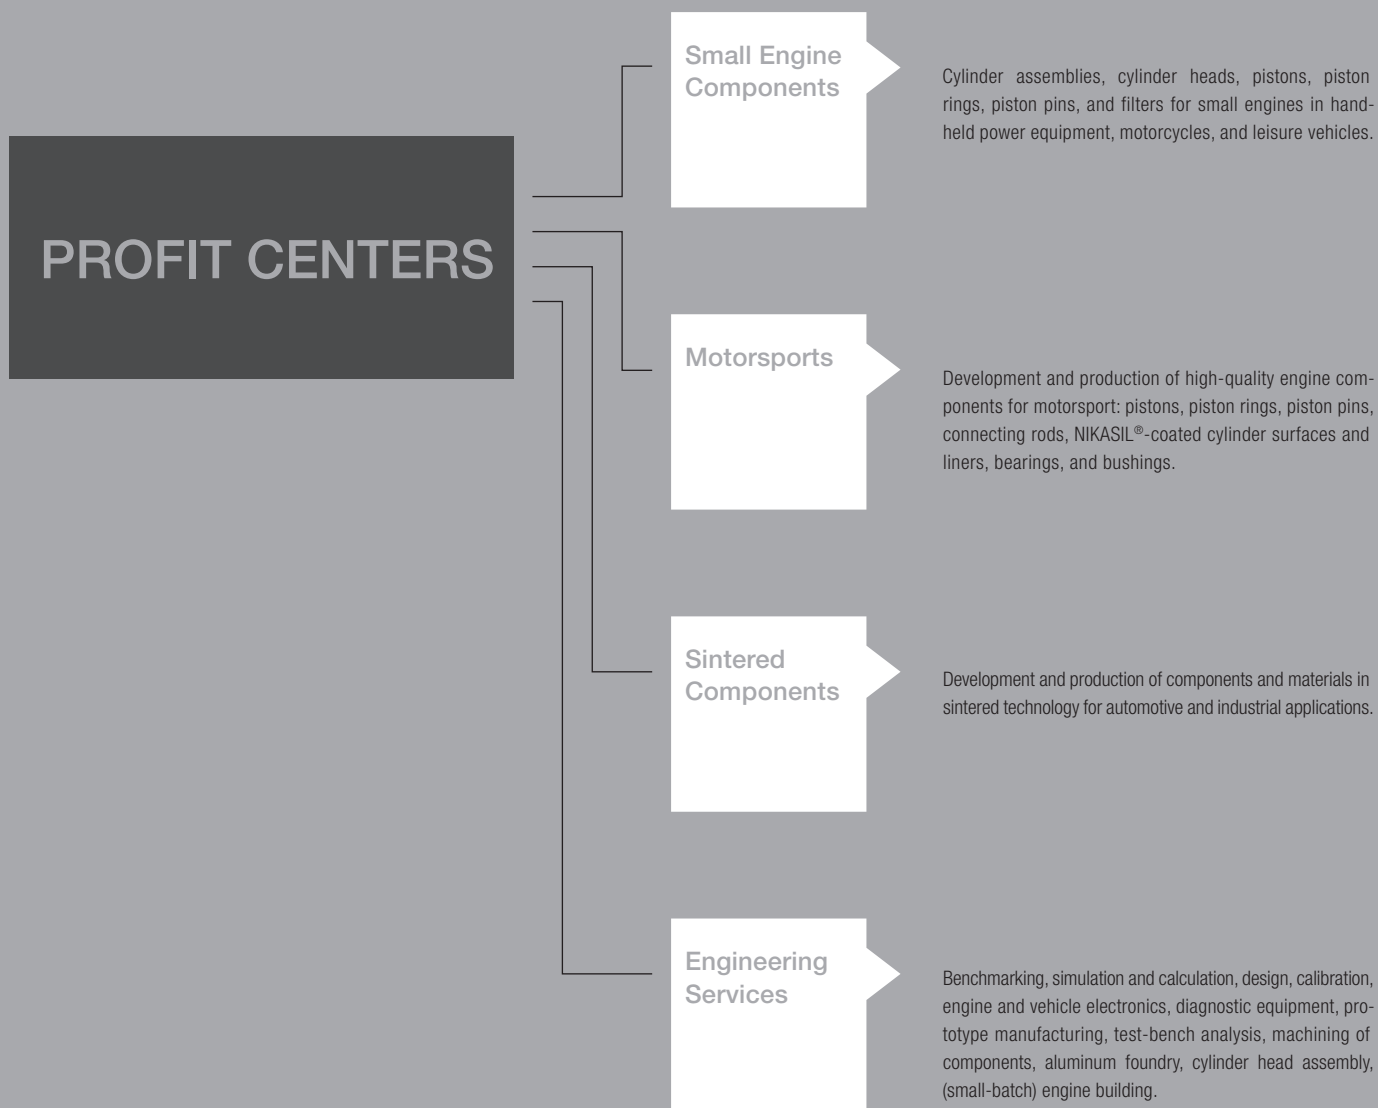 PROFIT CENTERS
Small Engine
Components
Cylinder assemblies, cylinder heads, pistons, piston
rings, piston pins, and filters for small engines in hand-
held power equipment, motorcycles, and leisure vehicles.
Motorsports
Development and production of high-quality engine com-
ponents for motorsport: pistons, piston rings, piston pins,
connecting rods, NIKASIL®-coated cylinder surfaces and
liners, bearings, and bushings.
Sintered
Components
Development and production of components and materials in
sintered technology for automotive and industrial applications.
Engineering
Services
Benchmarking, simulation and calculation, design, calibration,
engine and vehicle electronics, diagnostic equipment, pro-
totype manufacturing, test-bench analysis, machining of
components, aluminum foundry, cylinder head assembly,
(small-batch) engine building.